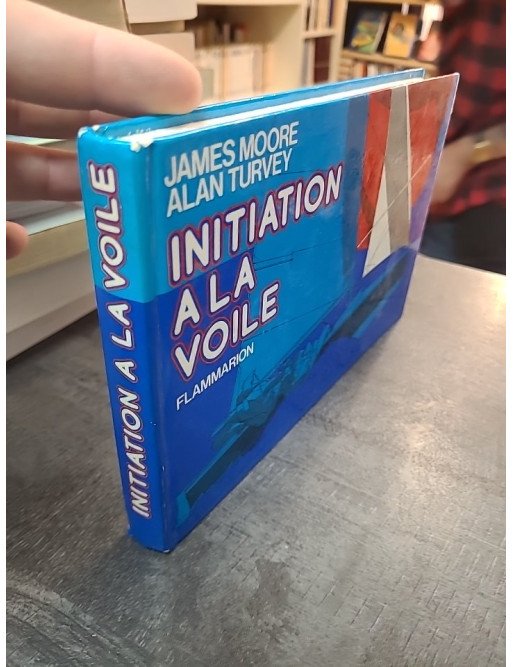 JAMES MOORE
ALAN TURVEY
INITIATION
A LA
VOILE
FLAMMARION
INITIATION A LA VOILE